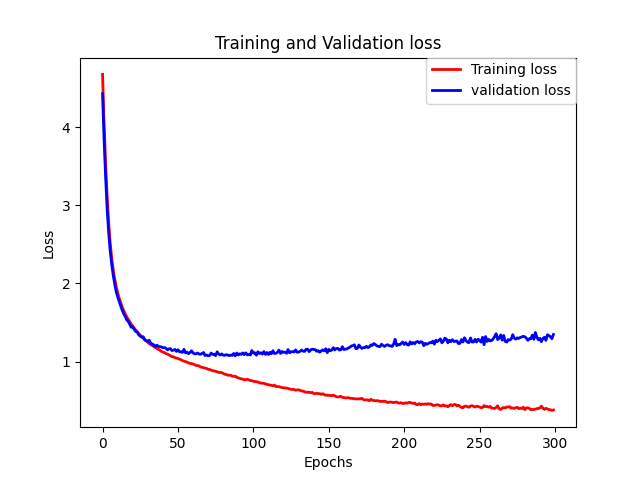 Training and Validation loss
Training loss
validation loss
4
3
2
1
Loss
0
50
100
150
200
250
300
Epochs